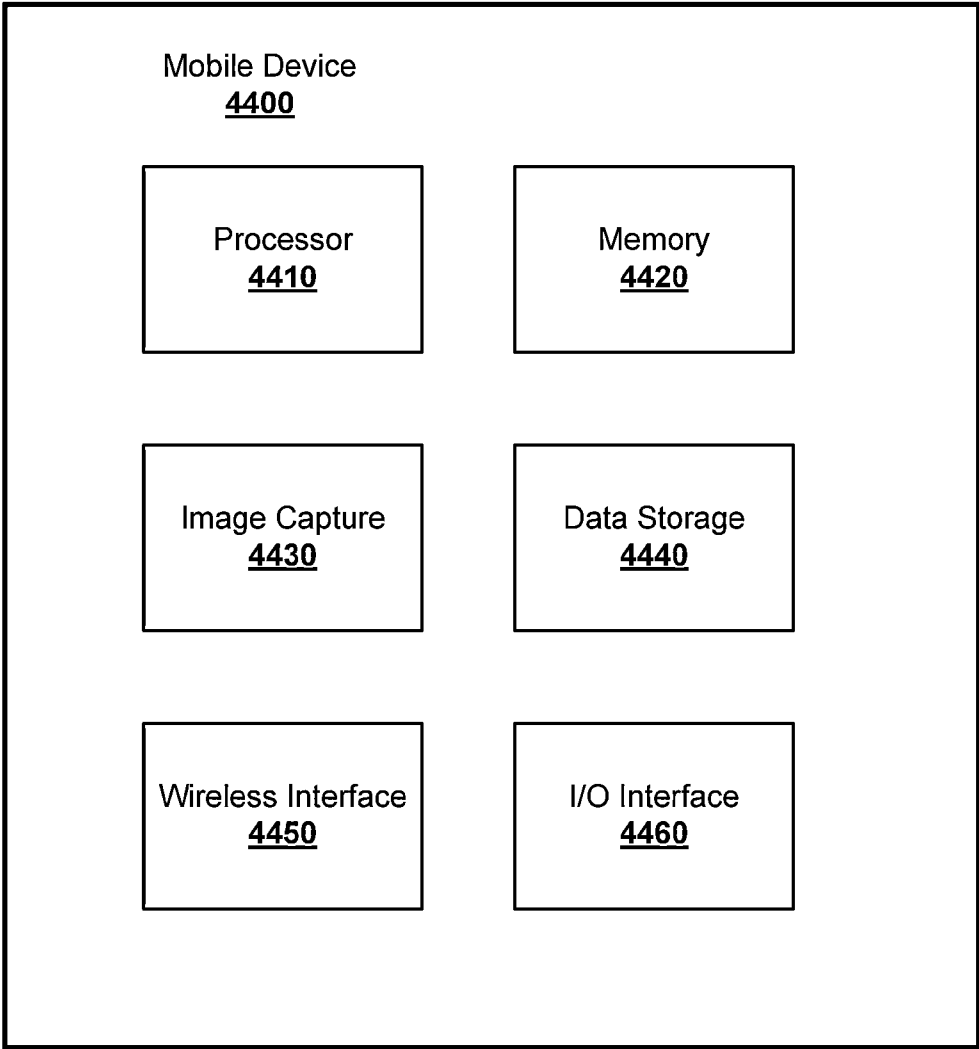 Mobile Device
4400
Processor
4410
Memory
4420
Image Capture
4430
Data Storage
4440
Wireless Interface
4450
I/O Interface
4460